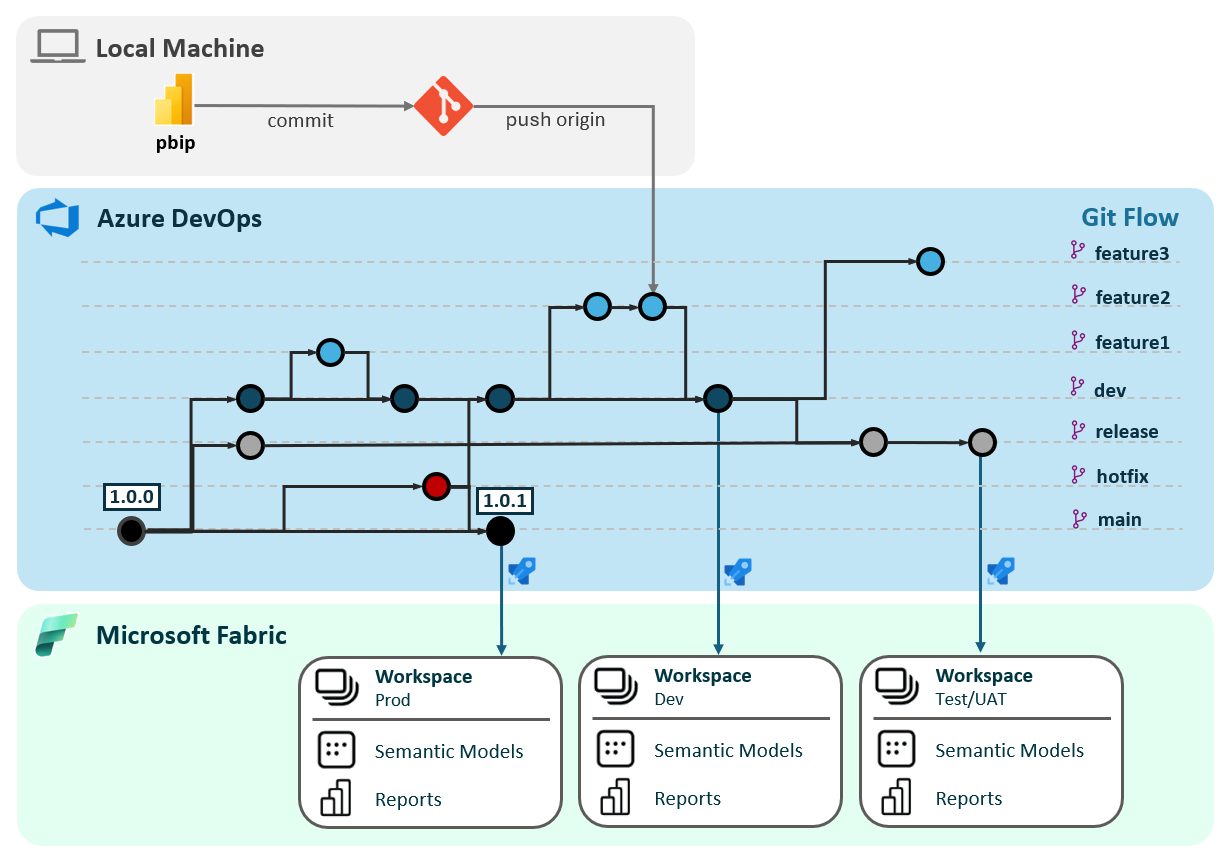 Local Machine
commit
push origin
pbip
Azure DevOps
Git Flow
feature3
feature2
feature1
dev
release
hotfix
main
1.0.0
1.0.1
Microsoft Fabric
Workspace
Prod
Semantic Models
Reports
Workspace
Dev
Semantic Models
Reports
Workspace
Test/UAT
Semantic Models
Reports